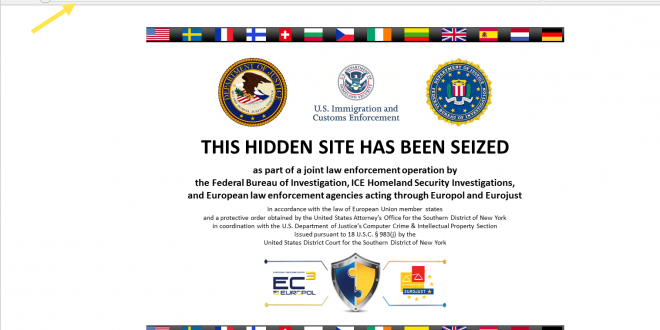 DEPARTMENT OF JUSTICE
U.S. Immigration
and Customs Enforcement
THIS HIDDEN SITE HAS BEEN SEIZED
as part of a joint law enforcement operation by
the Federal Bureau of Investigation, ICE Homeland Security Investigations,
and European law enforcement agencies acting through Europol and Eurojust
In accordance with the law of European Union member states
and a protective order obtained by the United States Attorney's Office for the Southern District of New York
in coordination with the U.S. Department of Justice's Computer Crime & Intellectual Property Section
issued pursuant to 18 U.S.C. § 983(j) by the
United States District Court for the Southern District of New York
EC3
EUROPOL
EUROJUST